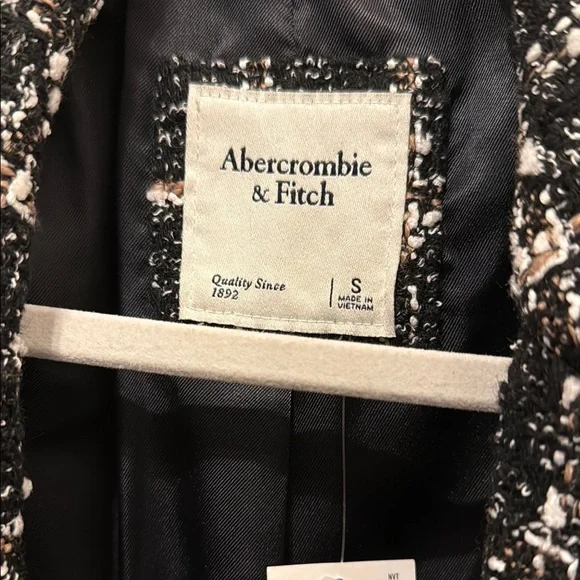 Abercrombie
& Fitch
Quality Since
1892
S
MADE IN
VIETNAM